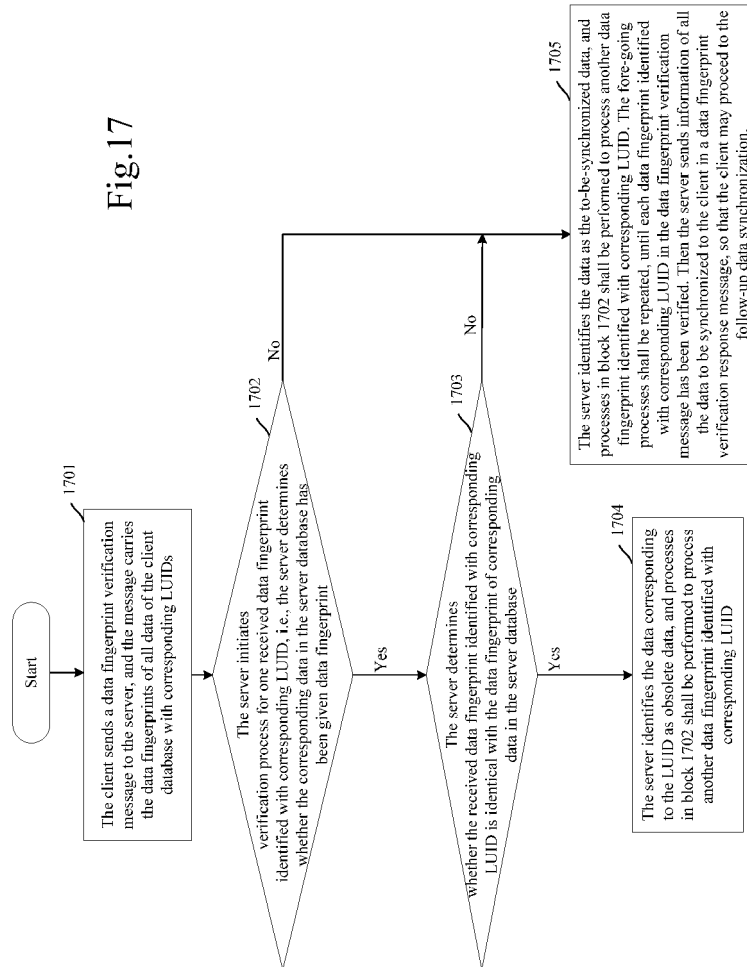 Fig.17
Start
1701
The client sends a data fingerprint verification
message to the server, and the message carries
the data fingerprints of all data of the client
database with corresponding LUIDs
1702
The server initiates
verification process for one received data fingerprint
identified with corresponding LUID, i.e., the server determines
whether the corresponding data in the server database has
been given data fingerprint
No
Yes
1703
The server determines
whether the received data fingerprint identified with corresponding
LUID is identical with the data fingerprint of corresponding
data in the server database
No
Yes
1704
The server identifies the data corresponding
to the LUID as obsolete data, and processes
in block 1702 shall be performed to process
another data fingerprint identified with
corresponding LUID
1705
The server identifies the data as the to-be-synchronized data, and
processes in block 1702 shall be performed to process another data
fingerprint identified with corresponding LUID. The fore-going
processes shall be repeated, until each data fingerprint identified
with corresponding LUID in the data fingerprint verification
message has been verified. Then the server sends information of all
the data to be synchronized to the client in a data fingerprint
verification response message, so that the client may proceed to the
follow-up data synchronization.